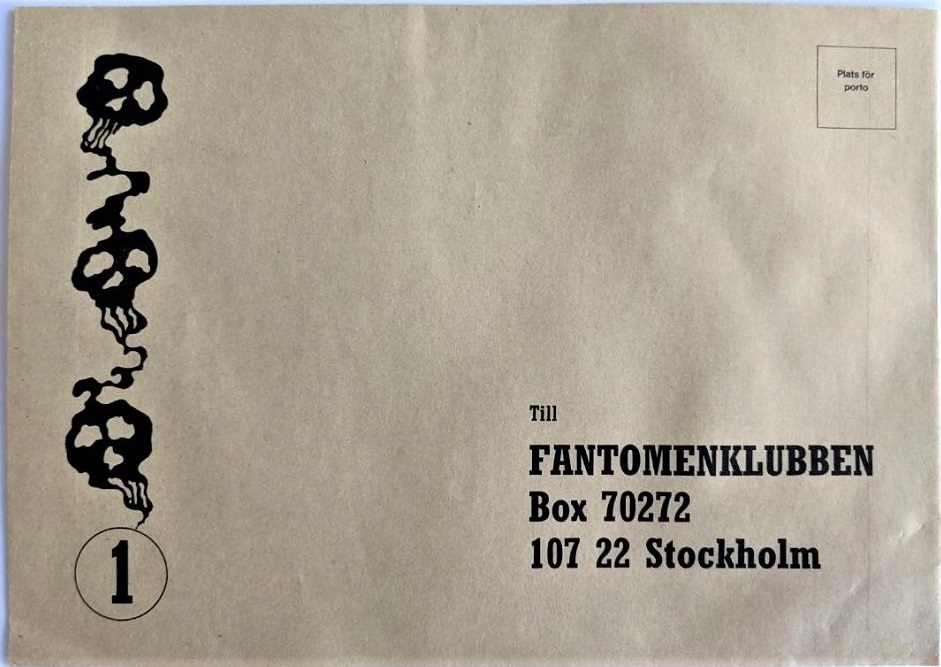 Plats för
porto
Till
FANTOMENKLUBBEN
Box 70272
107 22 Stockholm
1